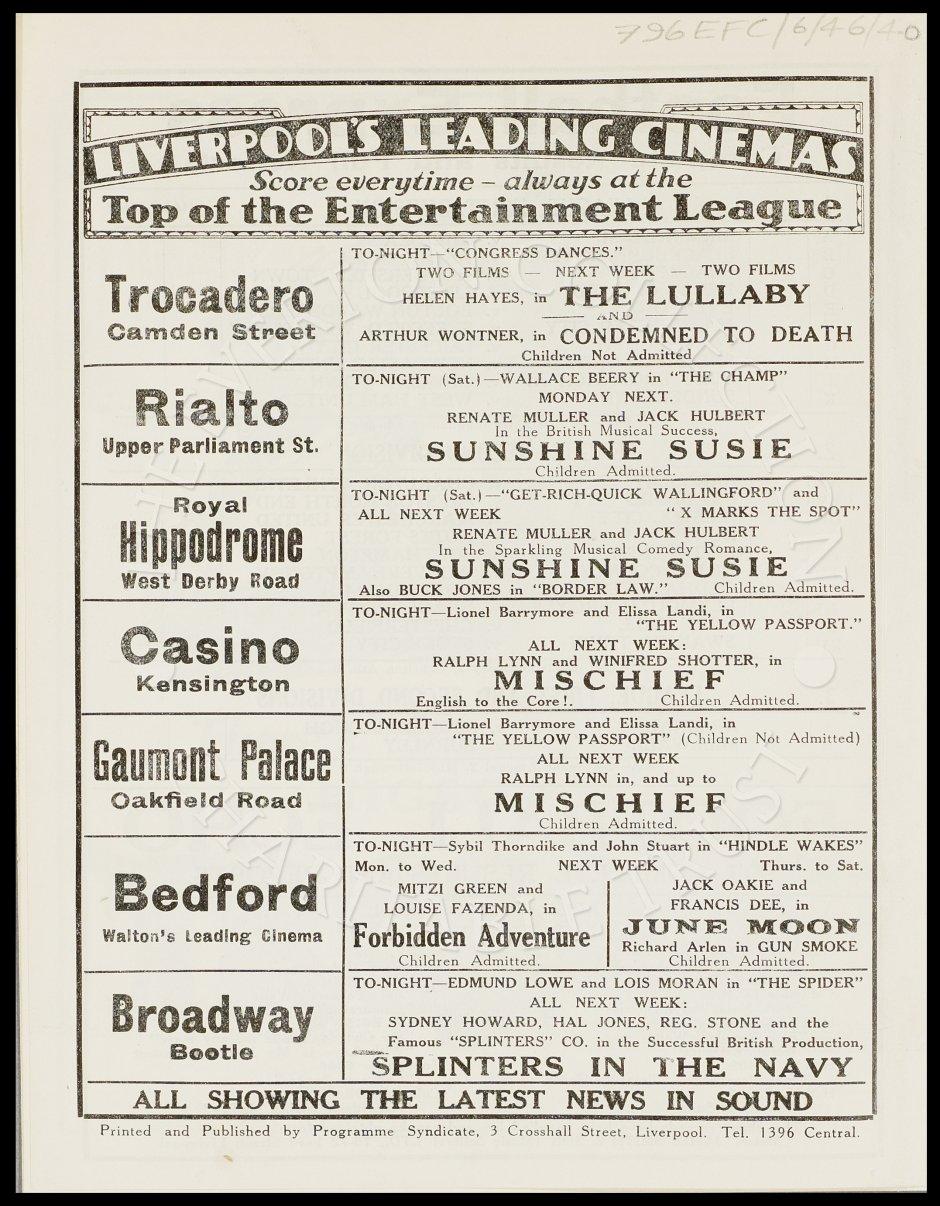 796EFC/6/46/40
LIVERPOOL'S LEADING CINEMAS
Score everytime – always at the
Top of the Entertainment League
Trocadero
Camden Street
TO-NIGHT—"CONGRESS DANCES."
TWO FILMS — NEXT WEEK — TWO FILMS
HELEN HAYES, in THE LULLABY
AND
ARTHUR WONTNER, in CONDEMNED TO DEATH
Children Not Admitted
Rialto
Upper Parliament St.
TO-NIGHT (Sat.)—WALLACE BEERY in "THE CHAMP"
MONDAY NEXT.
RENATE MULLER and JACK HULBERT
In the British Musical Success,
SUNSHINE SUSIE
Children Admitted.
Royal
Hippodrome
West Derby Road
TO-NIGHT (Sat.)—"GET-RICH-QUICK WALLINGFORD" and
ALL NEXT WEEK "X MARKS THE SPOT"
RENATE MULLER and JACK HULBERT
In the Sparkling Musical Comedy Romance,
SUNSHINE SUSIE
Also BUCK JONES in "BORDER LAW." Children Admitted.
Casino
Kensington
TO-NIGHT—Lionel Barrymore and Elissa Landi, in
"THE YELLOW PASSPORT."
ALL NEXT WEEK:
RALPH LYNN and WINIFRED SHOTTER, in
MISCHIEF
English to the Core!. Children Admitted.
Gaumont Palace
Oakfield Road
TO-NIGHT—Lionel Barrymore and Elissa Landi, in
"THE YELLOW PASSPORT" (Children Not Admitted)
ALL NEXT WEEK
RALPH LYNN in, and up to
MISCHIEF
Children Admitted.
Bedford
Walton's Leading Cinema
TO-NIGHT—Sybil Thorndike and John Stuart in "HINDLE WAKES"
Mon. to Wed. NEXT WEEK Thurs. to Sat.
MITZI GREEN and
LOUISE FAZENDA, in
Forbidden Adventure
Children Admitted.
JACK OAKIE and
FRANCIS DEE, in
JUNE MOON
Richard Arlen in GUN SMOKE
Children Admitted.
Broadway
Bootle
TO-NIGHT—EDMUND LOWE and LOIS MORAN in "THE SPIDER"
ALL NEXT WEEK:
SYDNEY HOWARD, HAL JONES, REG. STONE and the
Famous "SPLINTERS" CO. in the Successful British Production,
SPLINTERS IN THE NAVY
ALL SHOWING THE LATEST NEWS IN SOUND
Printed and Published by Programme Syndicate, 3 Crosshall Street, Liverpool. Tel. 1396 Central.
THE EVERTON COLLECTION
CHARITABLE TRUST